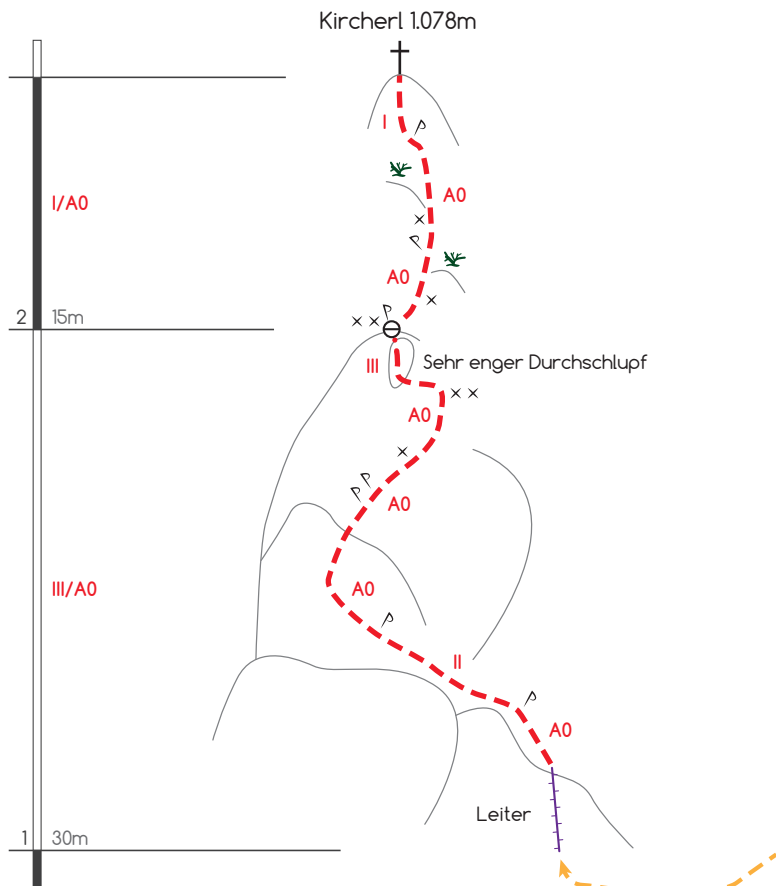 Kircherl 1.078m
I
A0
I/A0
A0
2 15m
III
Sehr enger Durchschlupf
A0
A0
III/A0
A0
II
A0
Leiter
1 30m